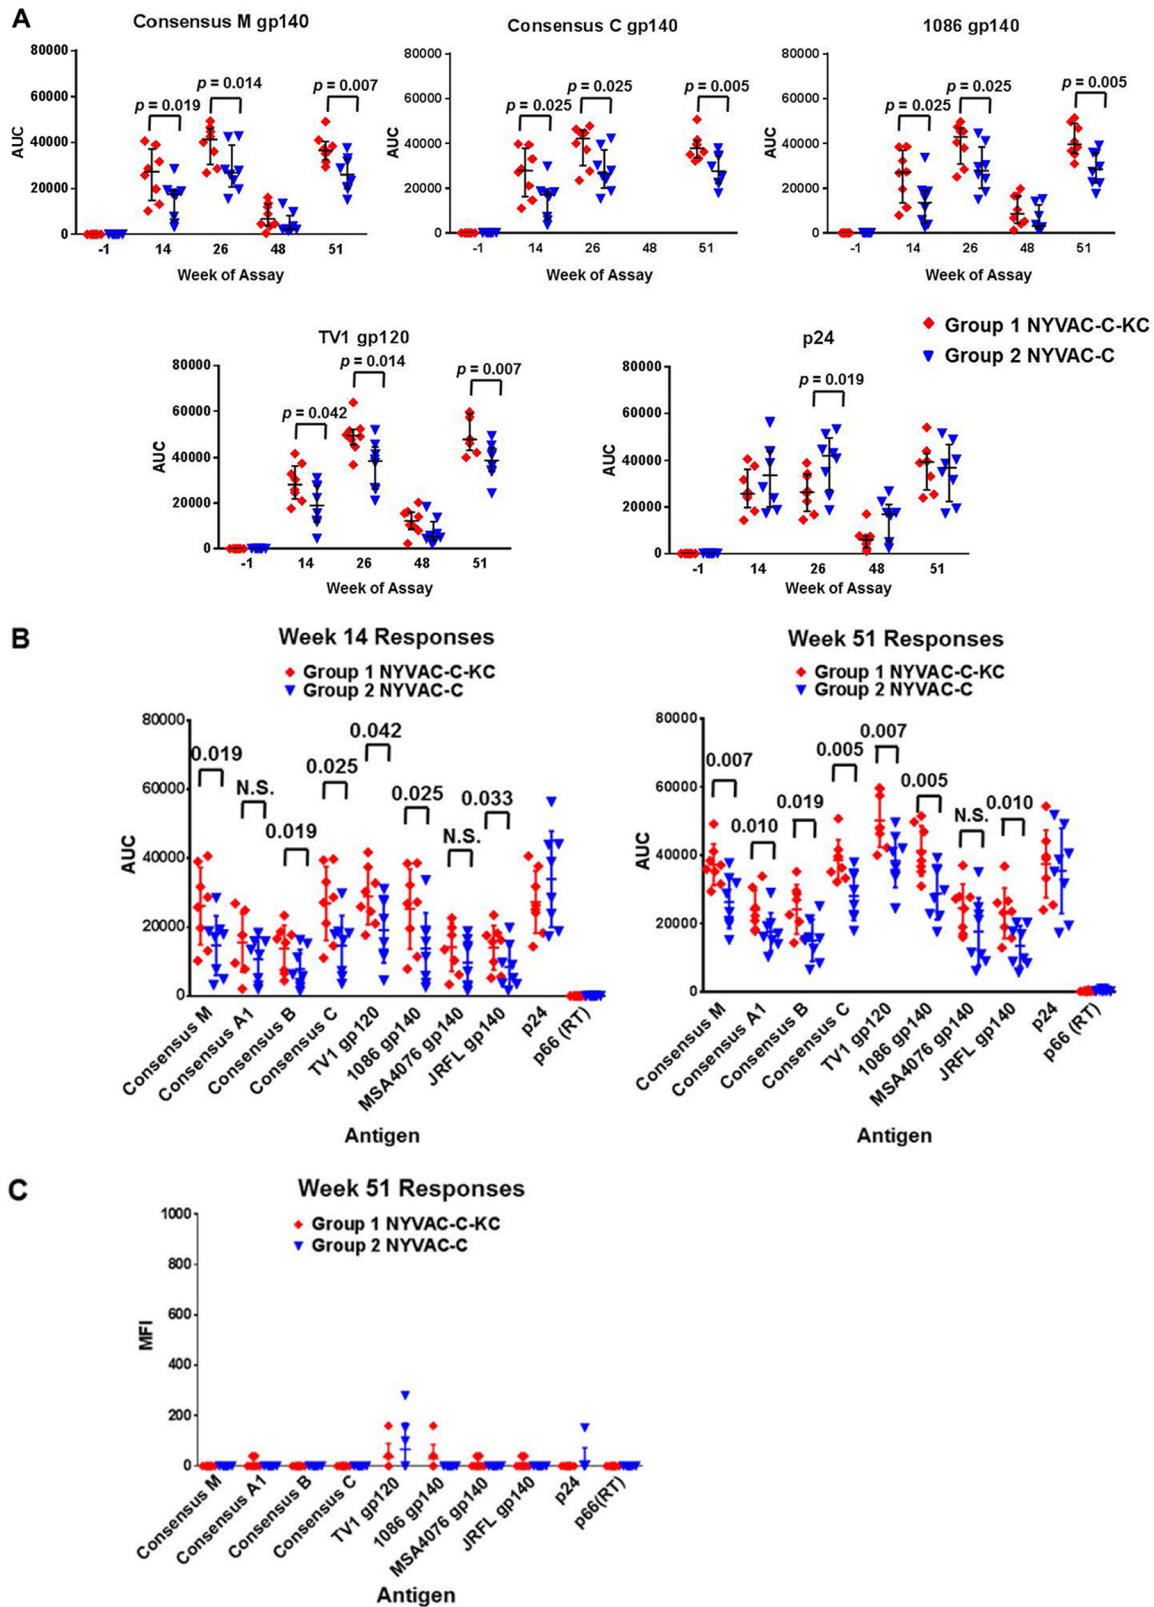 A
Consensus M gp140
80000
60000
40000
20000
0
AUC
p = 0.019
p = 0.014
p = 0.007
-1 14 26 48 51
Week of Assay
Consensus C gp140
80000
60000
40000
20000
0
AUC
p = 0.025
p = 0.025
p = 0.005
-1 14 26 48 51
Week of Assay
1086 gp140
80000
60000
40000
20000
0
AUC
p = 0.025
p = 0.025
p = 0.005
-1 14 26 48 51
Week of Assay
TV1 gp120
80000
60000
40000
20000
0
AUC
p = 0.042
p = 0.014
p = 0.007
-1 14 26 48 51
Week of Assay
p24
80000
60000
40000
20000
0
AUC
p = 0.019
-1 14 26 48 51
Week of Assay
Group 1 NYVAC-C-KC
Group 2 NYVAC-C
B
Week 14 Responses
Group 1 NYVAC-C-KC
Group 2 NYVAC-C
80000
60000
40000
20000
0
AUC
0.019
N.S.
0.019
0.025
0.042
0.025
N.S.
0.033
Consensus M
Consensus A1
Consensus B
Consensus C
TV1 gp120
1086 gp140
MSA4076 gp140
JRFL gp140
p24
p66 (RT)
Antigen
Week 51 Responses
Group 1 NYVAC-C-KC
Group 2 NYVAC-C
80000
60000
40000
20000
0
AUC
0.007
0.010
0.019
0.005
0.007
0.005
N.S.
0.010
Consensus M
Consensus A1
Consensus B
Consensus C
TV1 gp120
1086 gp140
MSA4076 gp140
JRFL gp140
p24
p66 (RT)
Antigen
C
Week 51 Responses
Group 1 NYVAC-C-KC
Group 2 NYVAC-C
1000
800
600
400
200
0
MFI
Consensus M
Consensus A1
Consensus B
Consensus C
TV1 gp120
1086 gp140
MSA4076 gp140
JRFL gp140
p24
p66(RT)
Antigen